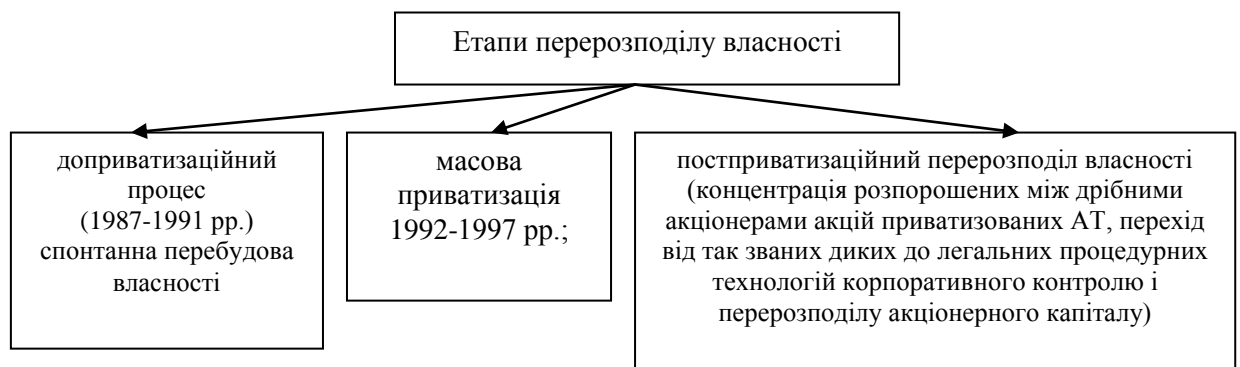 Етапи перерозподілу власності
доприватизаційний
процес
(1987-1991 рр.)
спонтанна перебудова
власності
масова
приватизація
1992-1997 рр.;
постприватизаційний перерозподіл власності
(концентрація розпорошених між дрібними
акціонерами акцій приватизованих АТ, перехід
від так званих диких до легальних процедурних
технологій корпоративного контролю і
перерозподілу акціонерного капіталу)